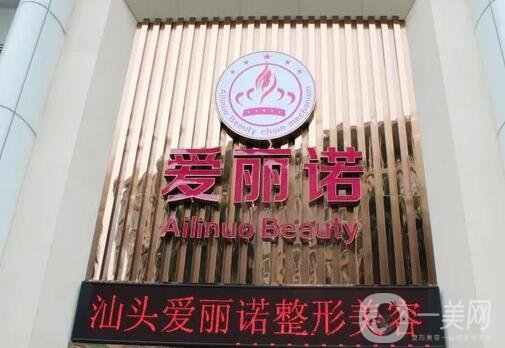 Ailinuo Beauty chain mechanism
爱丽诺
Ailinuo Beauty
汕头爱丽诺整形美容
一美网